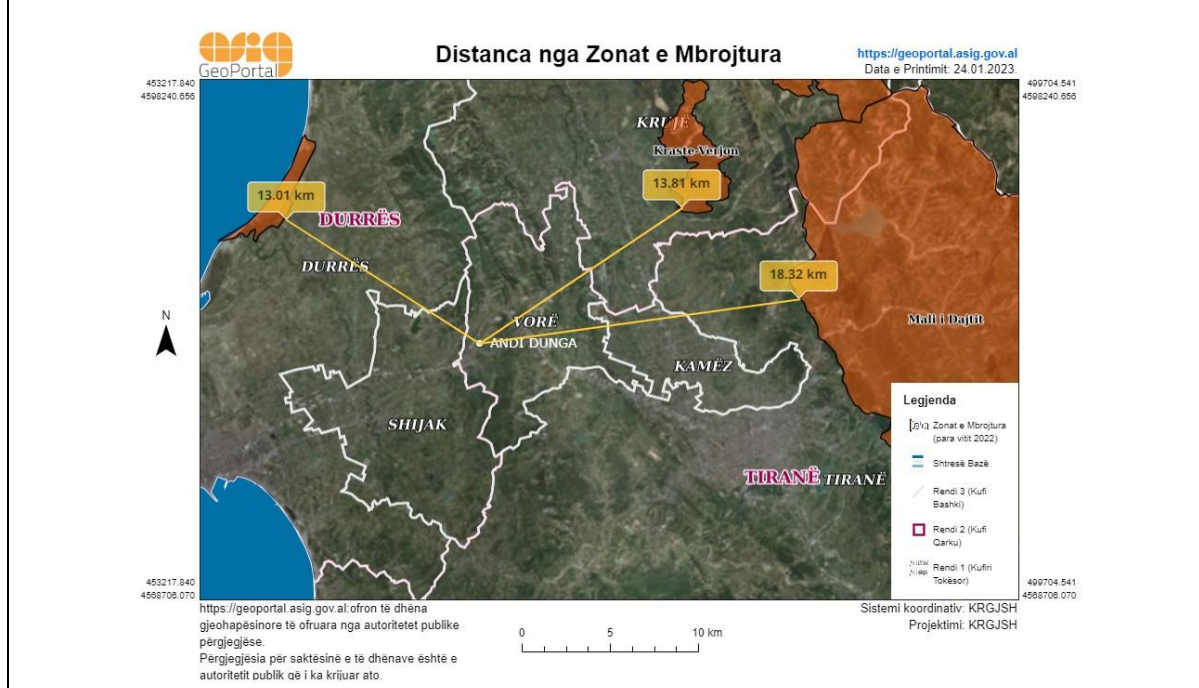 asig
GeoPortal
Distanca nga Zonat e Mbrojtura
https://geoportal.asig.gov.al
Data e Printimit: 24.01.2023.
453217.840
4598240.656
499704.541
4598240.656
KRUJË
Kraste-Verjon
13.81 km
13.01 km
DURRËS
DURRËS
18.32 km
N
VORË
ANDI DUNGA
Mali i Dajtit
KAMËZ
SHIJAK
TIRANË TIRANË
Legjenda
Zonat e Mbrojtura
(para vitit 2022)
Shtresë Bazë
Rendi 3 (Kufi
Bashki)
Rendi 2 (Kufi
Qarku)
Rendi 1 (Kufiri
Tokësor)
453217.840
4568706.070
499704.541
4568706.070
https://geoportal.asig.gov.al:ofron të dhëna
gjeohapësinore të ofruara nga autoritetet publike
përgjegjëse.
Përgjegjësia për saktësinë e të dhënave është e
autoritetit publik që i ka krijuar ato.
0 5 10 km
Sistemi koordinativ: KRGJSH
Projektimi: KRGJSH